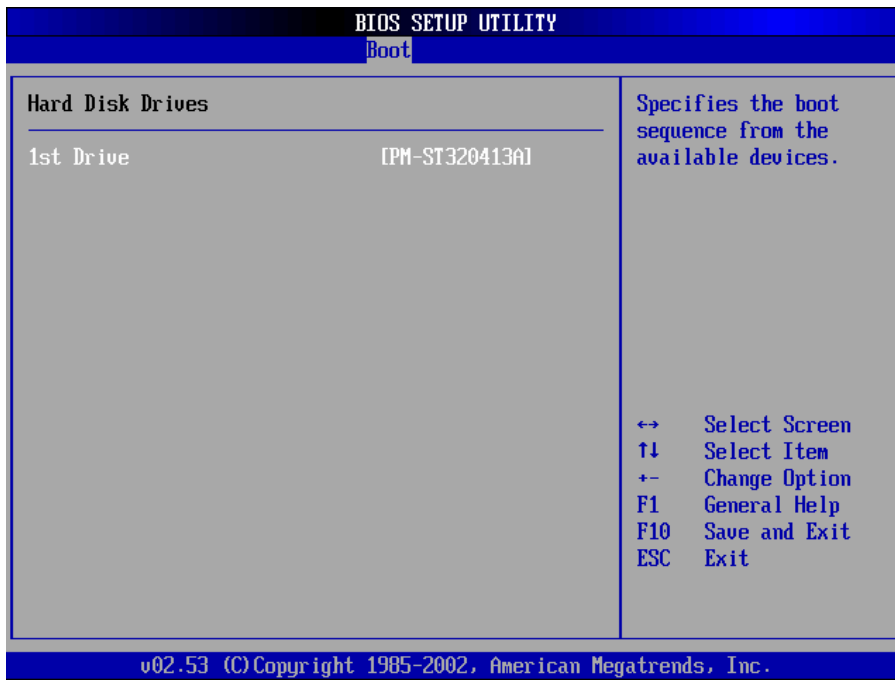 BIOS SETUP UTILITY
Boot
Hard Disk Drives
1st Drive [PM-ST320413A]
Specifies the boot
sequence from the
available devices.
↔ Select Screen
↑↓ Select Item
+- Change Option
F1 General Help
F10 Save and Exit
ESC Exit
v02.53 (C)Copyright 1985-2002, American Megatrends, Inc.